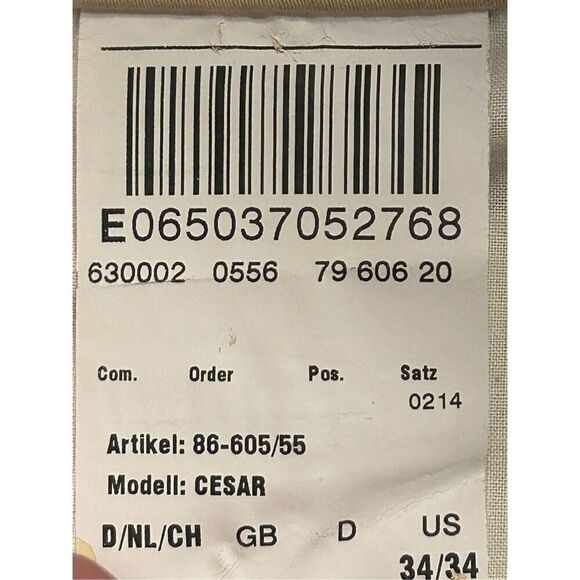 E065037052768
630002 0556 79 606 20
Com. Order Pos. Satz
0214
Artikel: 86-605/55
Modell: CESAR
D/NL/CH GB D US
34/34